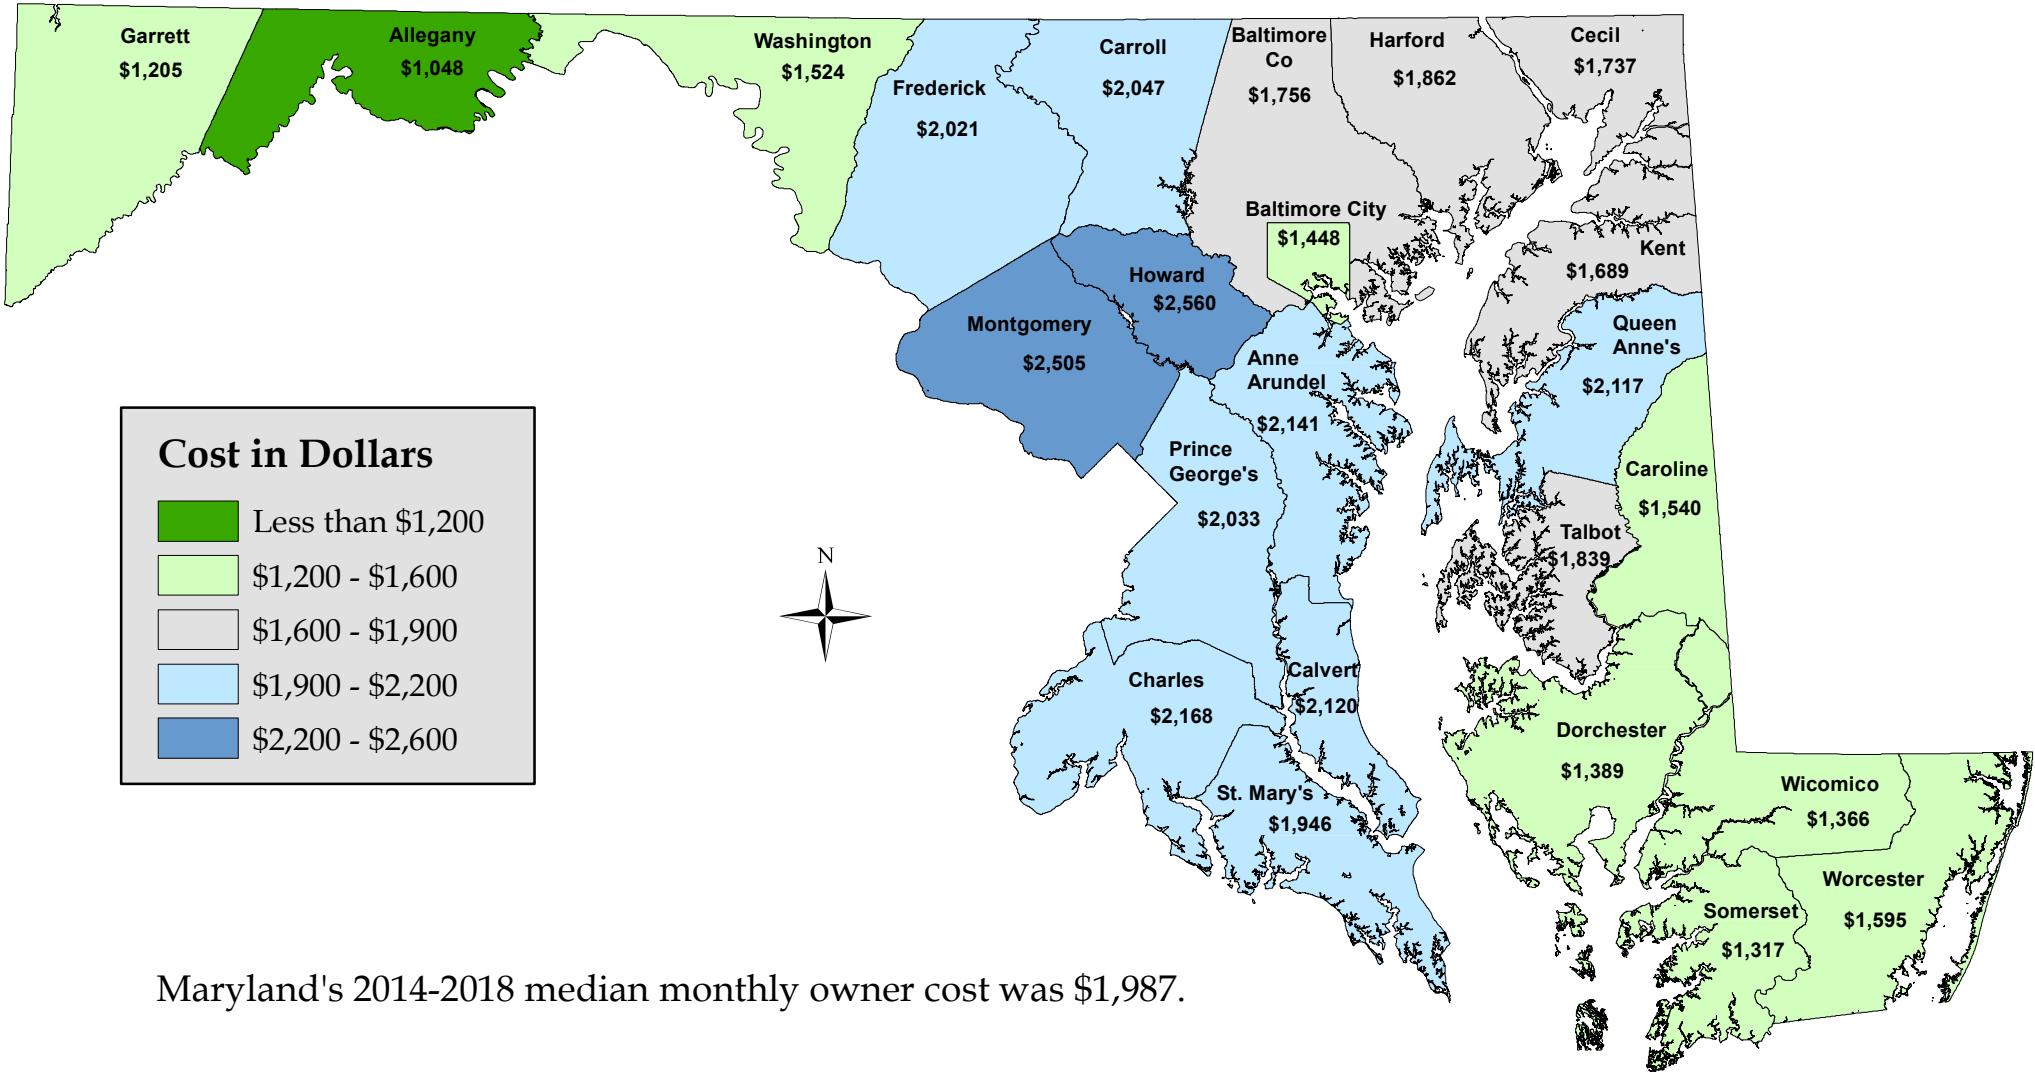 Garrett
$1,205
Allegany
$1,048
Washington
$1,524
Frederick
$2,021
Carroll
$2,047
Baltimore
Co
$1,756
Harford
$1,862
Cecil
$1,737
Baltimore City
$1,448
Kent
$1,689
Howard
$2,560
Montgomery
$2,505
Queen
Anne's
$2,117
Anne
Arundel
$2,141
Prince
George's
$2,033
Caroline
$1,540
Talbot
$1,839
Cost in Dollars
Less than $1,200
$1,200 - $1,600
$1,600 - $1,900
$1,900 - $2,200
$2,200 - $2,600
N
Charles
$2,168
Calvert
$2,120
St. Mary's
$1,946
Dorchester
$1,389
Wicomico
$1,366
Worcester
$1,595
Somerset
$1,317
Maryland's 2014-2018 median monthly owner cost was $1,987.